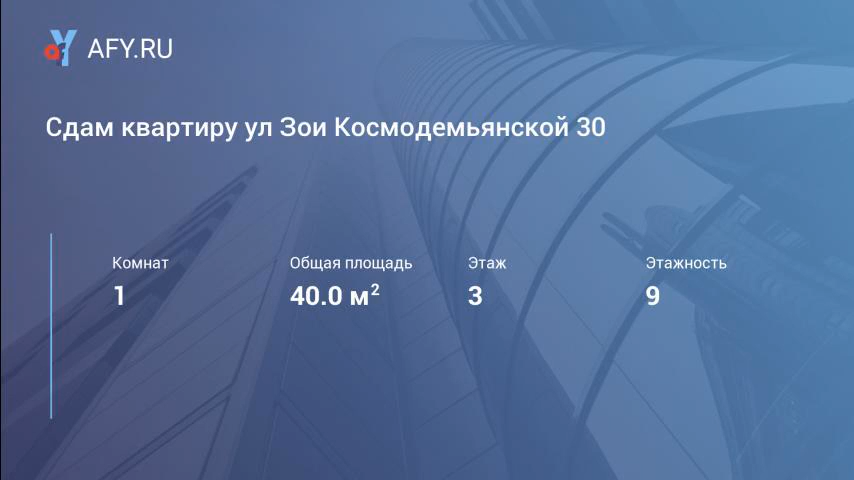 AFY.RU
Сдам квартиру ул Зои Космодемьянской 30
Комнат Общая площадь Этаж Этажность
1 40.0 м² 3 9